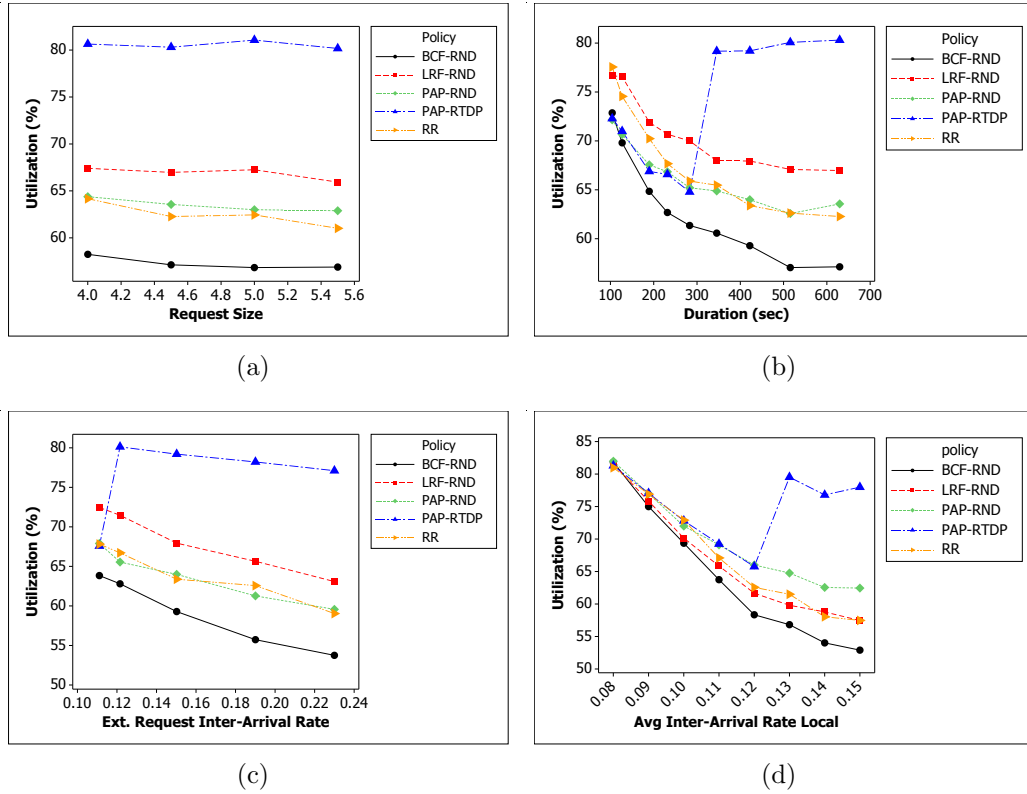 Utilization (%)
80
75
70
65
60
4.0 4.2 4.4 4.6 4.8 5.0 5.2 5.4 5.6
Request Size
Policy
BCF-RND
LRF-RND
PAP-RND
PAP-RTDP
RR
(a)
Utilization (%)
80
75
70
65
60
100 200 300 400 500 600 700
Duration (sec)
Policy
BCF-RND
LRF-RND
PAP-RND
PAP-RTDP
RR
(b)
Utilization (%)
80
75
70
65
60
55
50
0.10 0.12 0.14 0.16 0.18 0.20 0.22 0.24
Ext. Request Inter-Arrival Rate
Policy
BCF-RND
LRF-RND
PAP-RND
PAP-RTDP
RR
(c)
Utilization (%)
85
80
75
70
65
60
55
50
0.08 0.09 0.10 0.11 0.12 0.13 0.14 0.15
Avg Inter-Arrival Rate Local
policy
BCF-RND
LRF-RND
PAP-RND
PAP-RTDP
RR
(d)